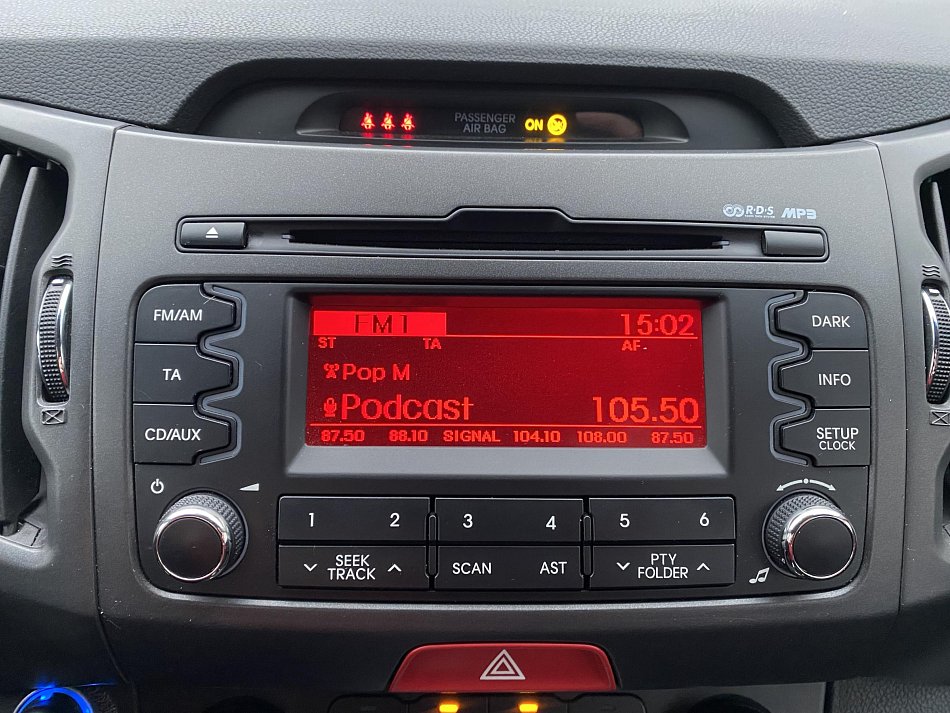 PASSENGER
AIR BAG
ON
R·D·S
MP3
FM/AM
TA
CD/AUX
FM1
15:02
ST
TA
AF-
Pop M
Podcast
105.50
87.50 88.10 SIGNAL 104.10 108.00 87.50
DARK
INFO
SETUP
CLOCK
1 2 3 4 5 6
SEEK
TRACK
SCAN
AST
PTY
FOLDER